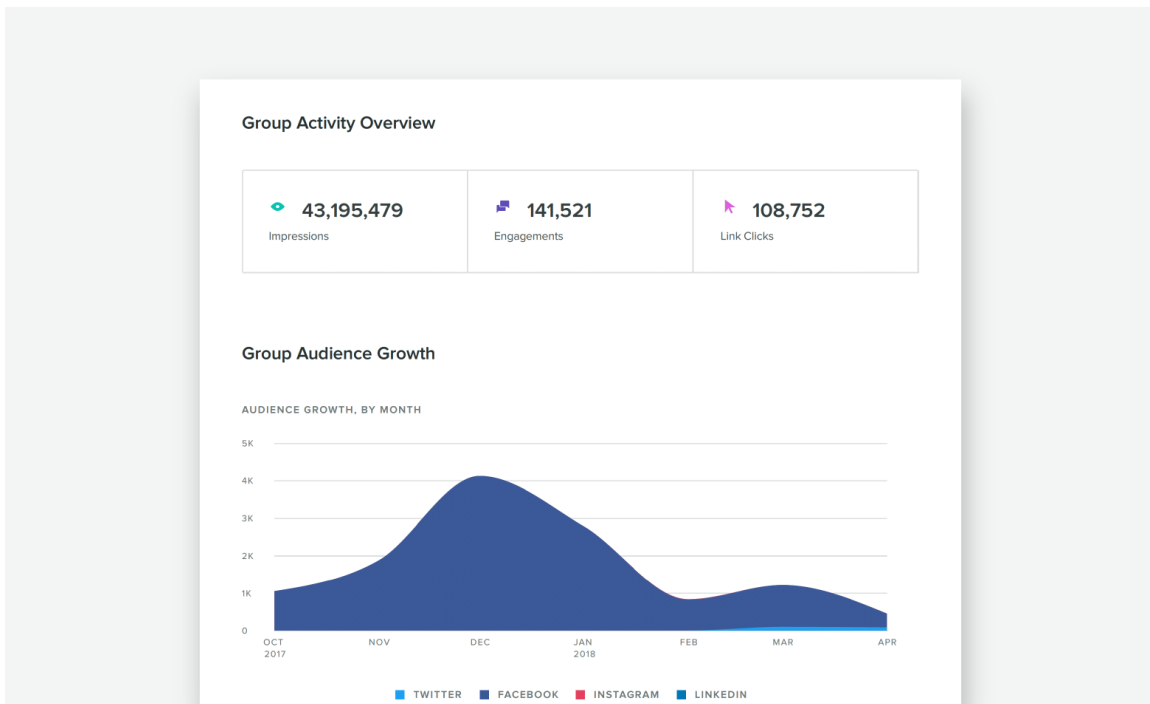 Group Activity Overview
43,195,479
Impressions
141,521
Engagements
108,752
Link Clicks
Group Audience Growth
AUDIENCE GROWTH, BY MONTH
5K
4K
3K
2K
1K
0
OCT NOV DEC JAN FEB MAR APR
2017 2018
TWITTER FACEBOOK INSTAGRAM LINKEDIN